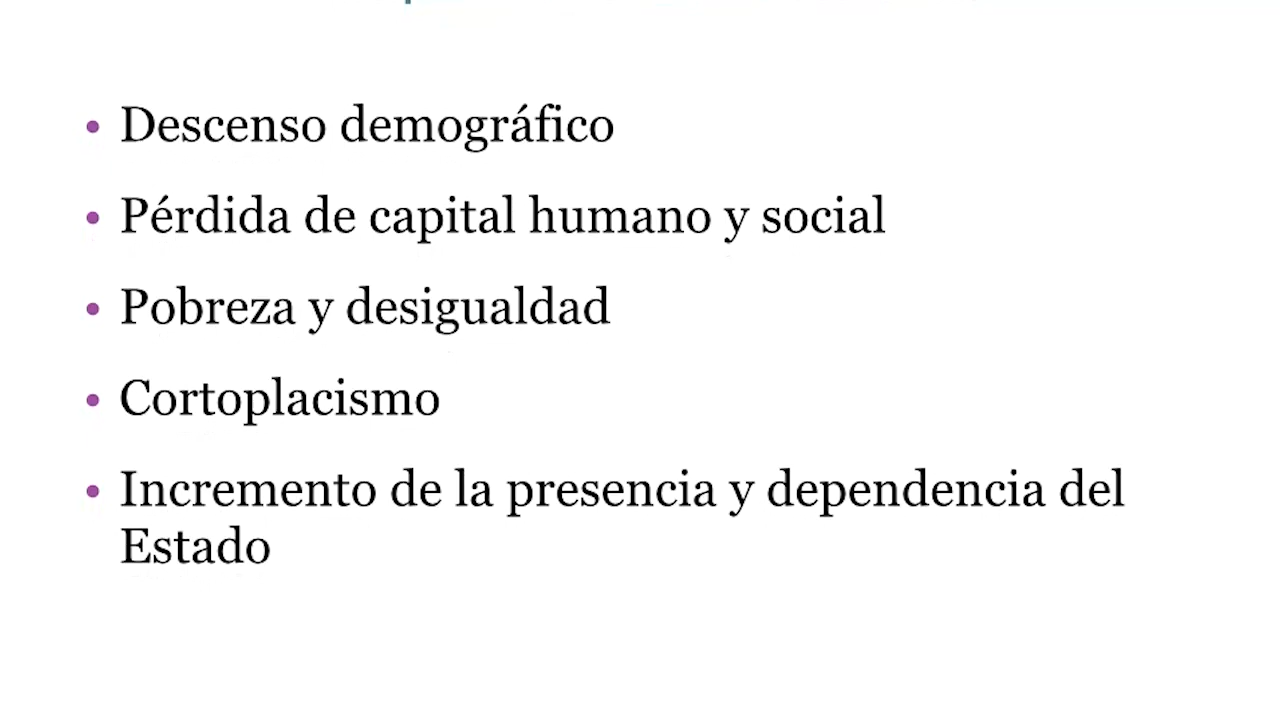 • Descenso demográfico
• Pérdida de capital humano y social
• Pobreza y desigualdad
• Cortoplacismo
• Incremento de la presencia y dependencia del
Estado